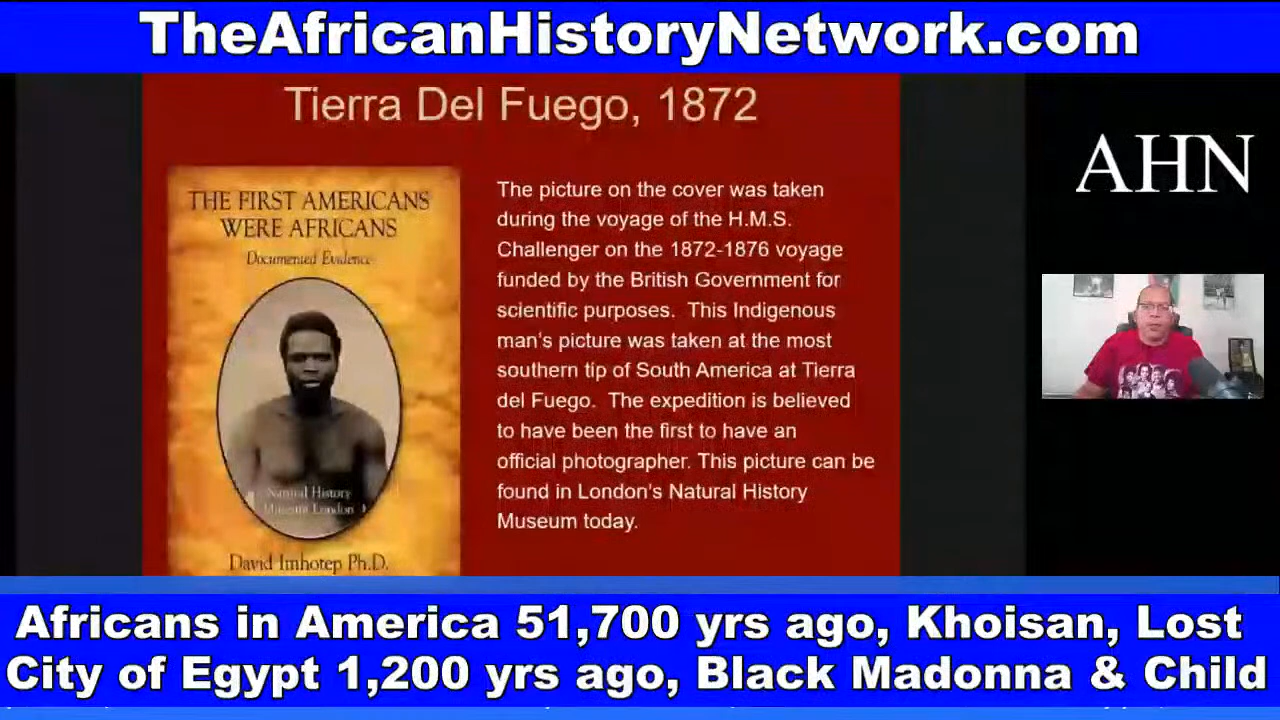 TheAfricanHistoryNetwork.com
Tierra Del Fuego, 1872
THE FIRST AMERICANS
WERE AFRICANS
Documented Evidence
Natural History
Museum London
David Imhotep Ph.D.
The picture on the cover was taken
during the voyage of the H.M.S.
Challenger on the 1872-1876 voyage
funded by the British Government for
scientific purposes. This Indigenous
man's picture was taken at the most
southern tip of South America at Tierra
del Fuego. The expedition is believed
to have been the first to have an
official photographer. This picture can be
found in London's Natural History
Museum today.
AHN
Africans in America 51,700 yrs ago, Khoisan, Lost
City of Egypt 1,200 yrs ago, Black Madonna & Child